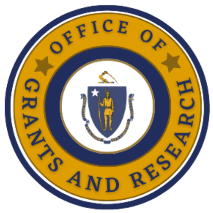 OFFICE OF
GRANTS AND RESEARCH